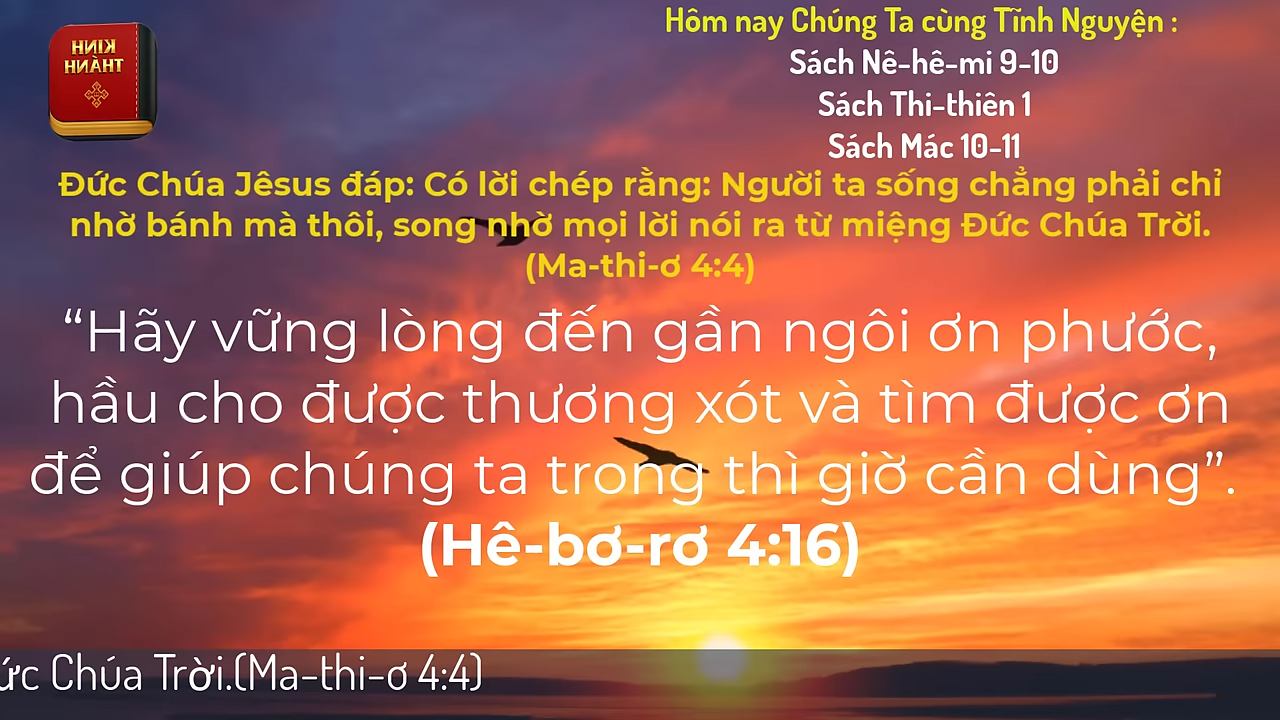 KINH
THÁNH
Hôm nay Chúng Ta cùng Tĩnh Nguyện :
Sách Nê-hê-mi 9-10
Sách Thi-thiên 1
Sách Mác 10-11
Đức Chúa Jêsus đáp: Có lời chép rằng: Người ta sống chẳng phải chỉ
nhờ bánh mà thôi, song nhờ mọi lời nói ra từ miệng Đức Chúa Trời.
(Ma-thi-ơ 4:4)
“Hãy vững lòng đến gần ngôi ơn phước,
hầu cho được thương xót và tìm được ơn
để giúp chúng ta trong thì giờ cần dùng”.
(Hê-bơ-rơ 4:16)
ức Chúa Trời.(Ma-thi-ơ 4:4)